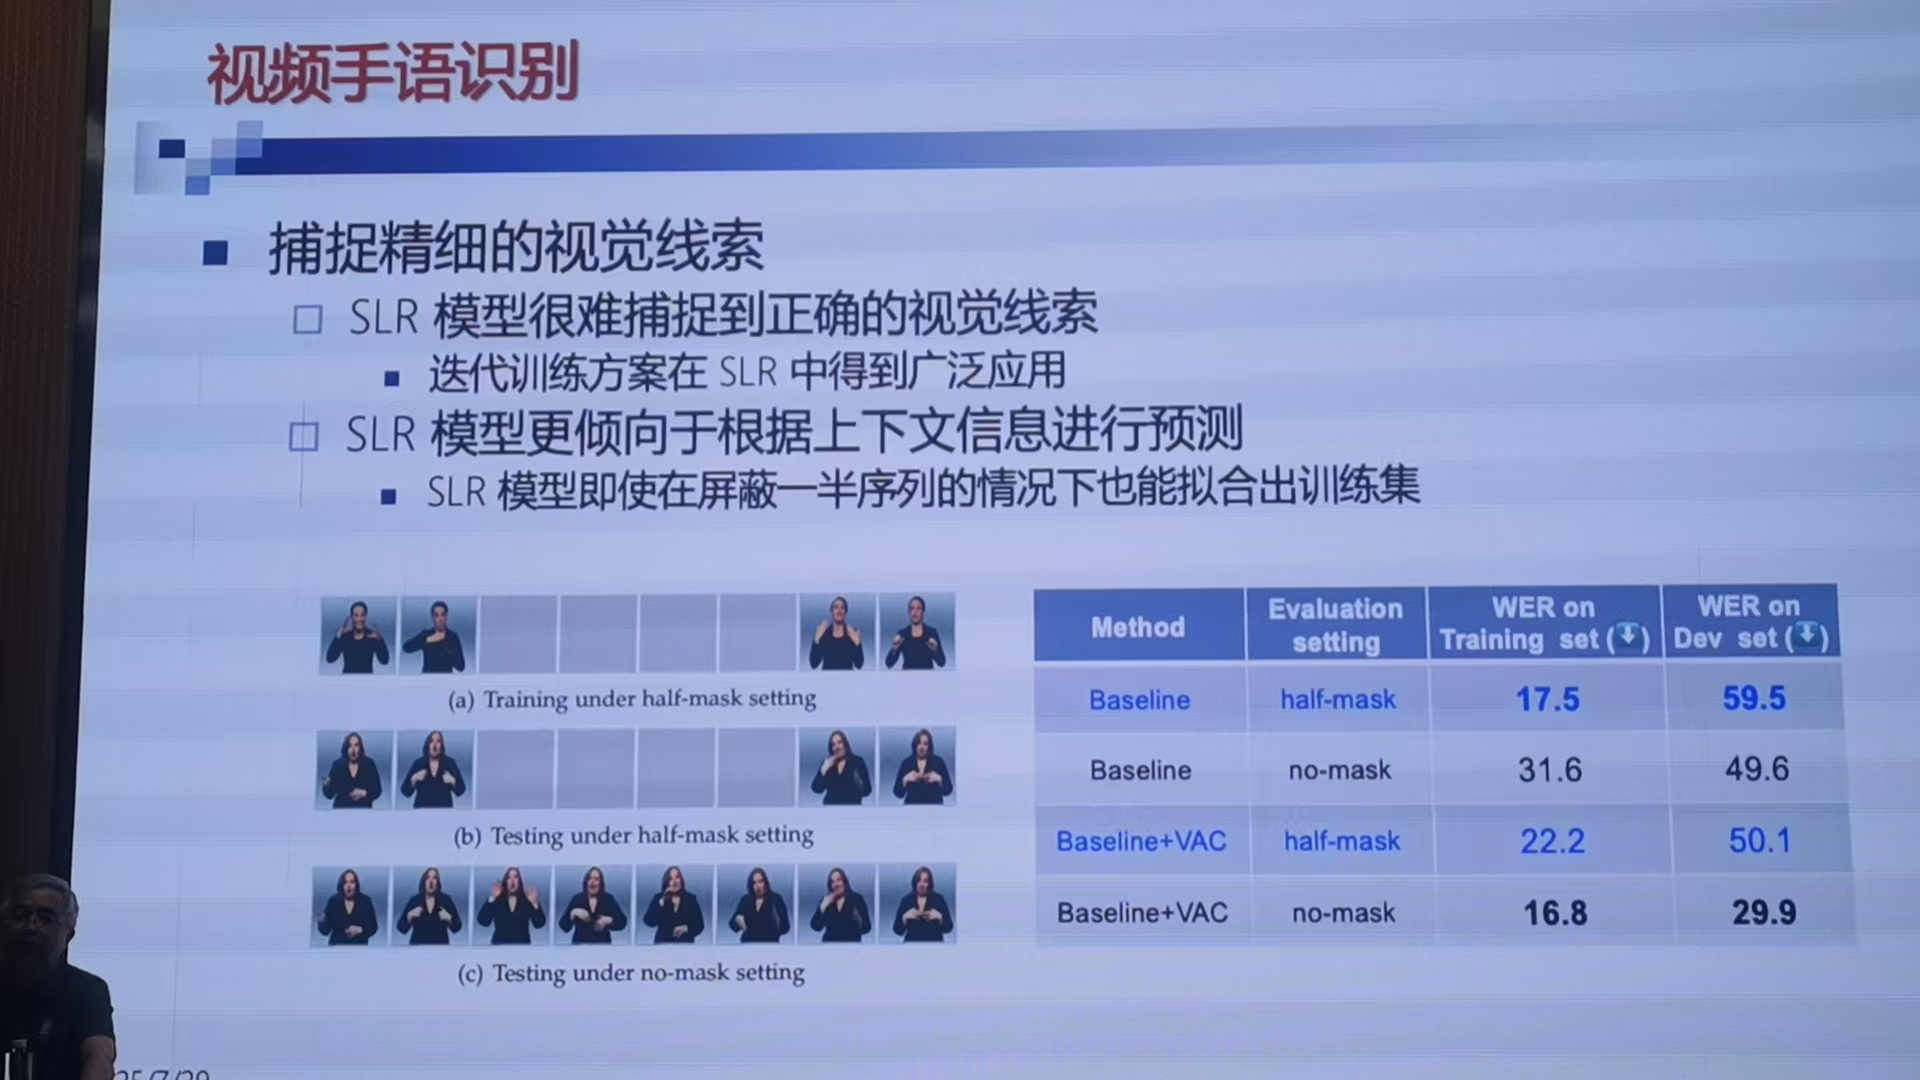 视频手语识别
捕捉精细的视觉线索
SLR 模型很难捕捉到正确的视觉线索
迭代训练方案在 SLR 中得到广泛应用
SLR 模型更倾向于根据上下文信息进行预测
SLR 模型即使在屏蔽一半序列的情况下也能拟合出训练集
(a) Training under half-mask setting
(b) Testing under half-mask setting
(c) Testing under no-mask setting
Method Evaluation setting WER on Training set (⬇) WER on Dev set (⬇)
Baseline half-mask 17.5 59.5
Baseline no-mask 31.6 49.6
Baseline+VAC half-mask 22.2 50.1
Baseline+VAC no-mask 16.8 29.9